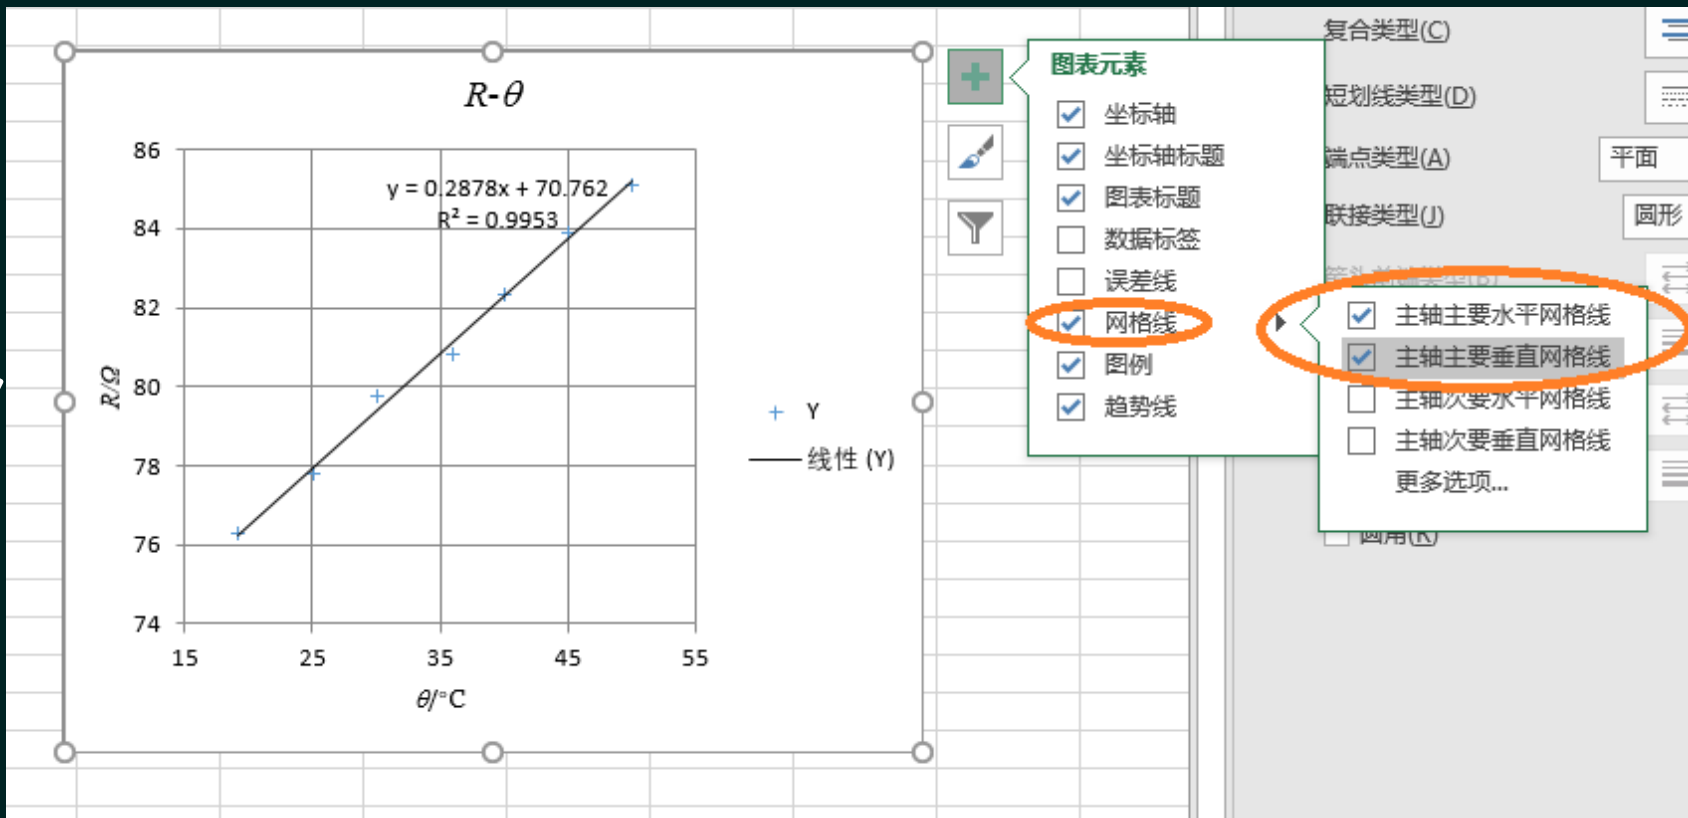 R-θ
86
84
82
80
78
76
74
y = 0.2878x + 70.762
R² = 0.9953
R/Ω
15 25 35 45 55
θ/°C
Y
线性 (Y)
图表元素
坐标轴
坐标轴标题
图表标题
数据标签
误差线
网格线
图例
趋势线
主轴主要水平网格线
主轴主要垂直网格线
主轴次要水平网格线
主轴次要垂直网格线
更多选项...
复合类型(C)
短划线类型(D)
端点类型(A) 平面
联接类型(J) 圆形
圆角(R)